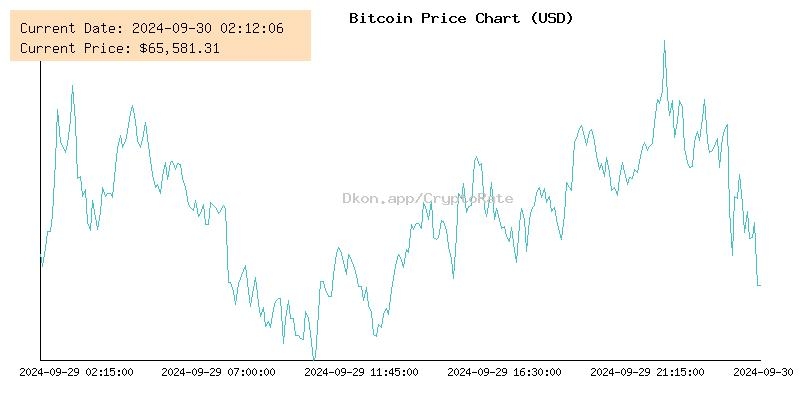 Bitcoin Price Chart (USD)
Current Date: 2024-09-30 02:12:06
Current Price: $65,581.31
Dkon.app/CryptoRate
2024-09-29 02:15:00 2024-09-29 07:00:00 2024-09-29 11:45:00 2024-09-29 16:30:00 2024-09-29 21:15:00 2024-09-30